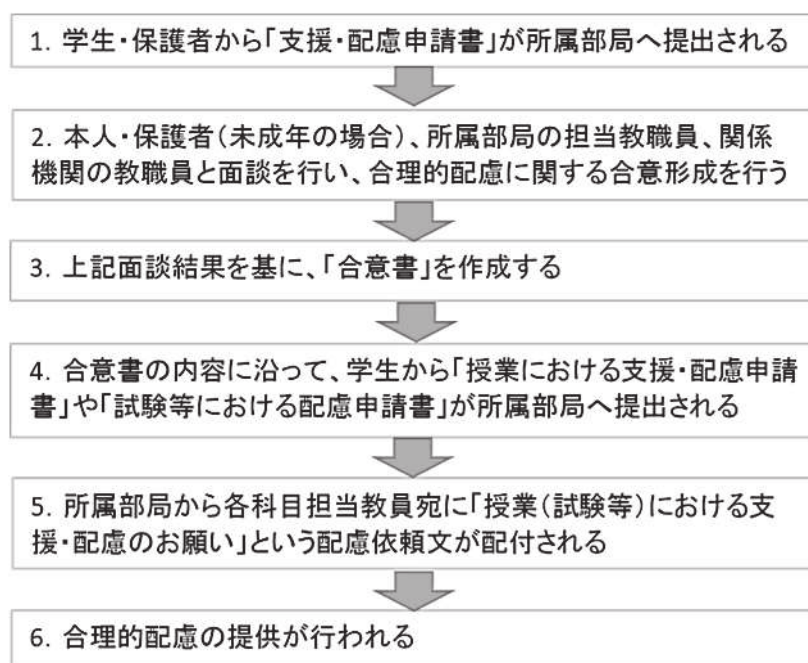 1. 学生・保護者から「支援・配慮申請書」が所属部局へ提出される
2. 本人・保護者(未成年の場合)、所属部局の担当教職員、関係
機関の教職員と面談を行い、合理的配慮に関する合意形成を行う
3. 上記面談結果を基に、「合意書」を作成する
4. 合意書の内容に沿って、学生から「授業における支援・配慮申請
書」や「試験等における配慮申請書」が所属部局へ提出される
5. 所属部局から各科目担当教員宛に「授業(試験等)における支
援・配慮のお願い」という配慮依頼文が配付される
6. 合理的配慮の提供が行われる